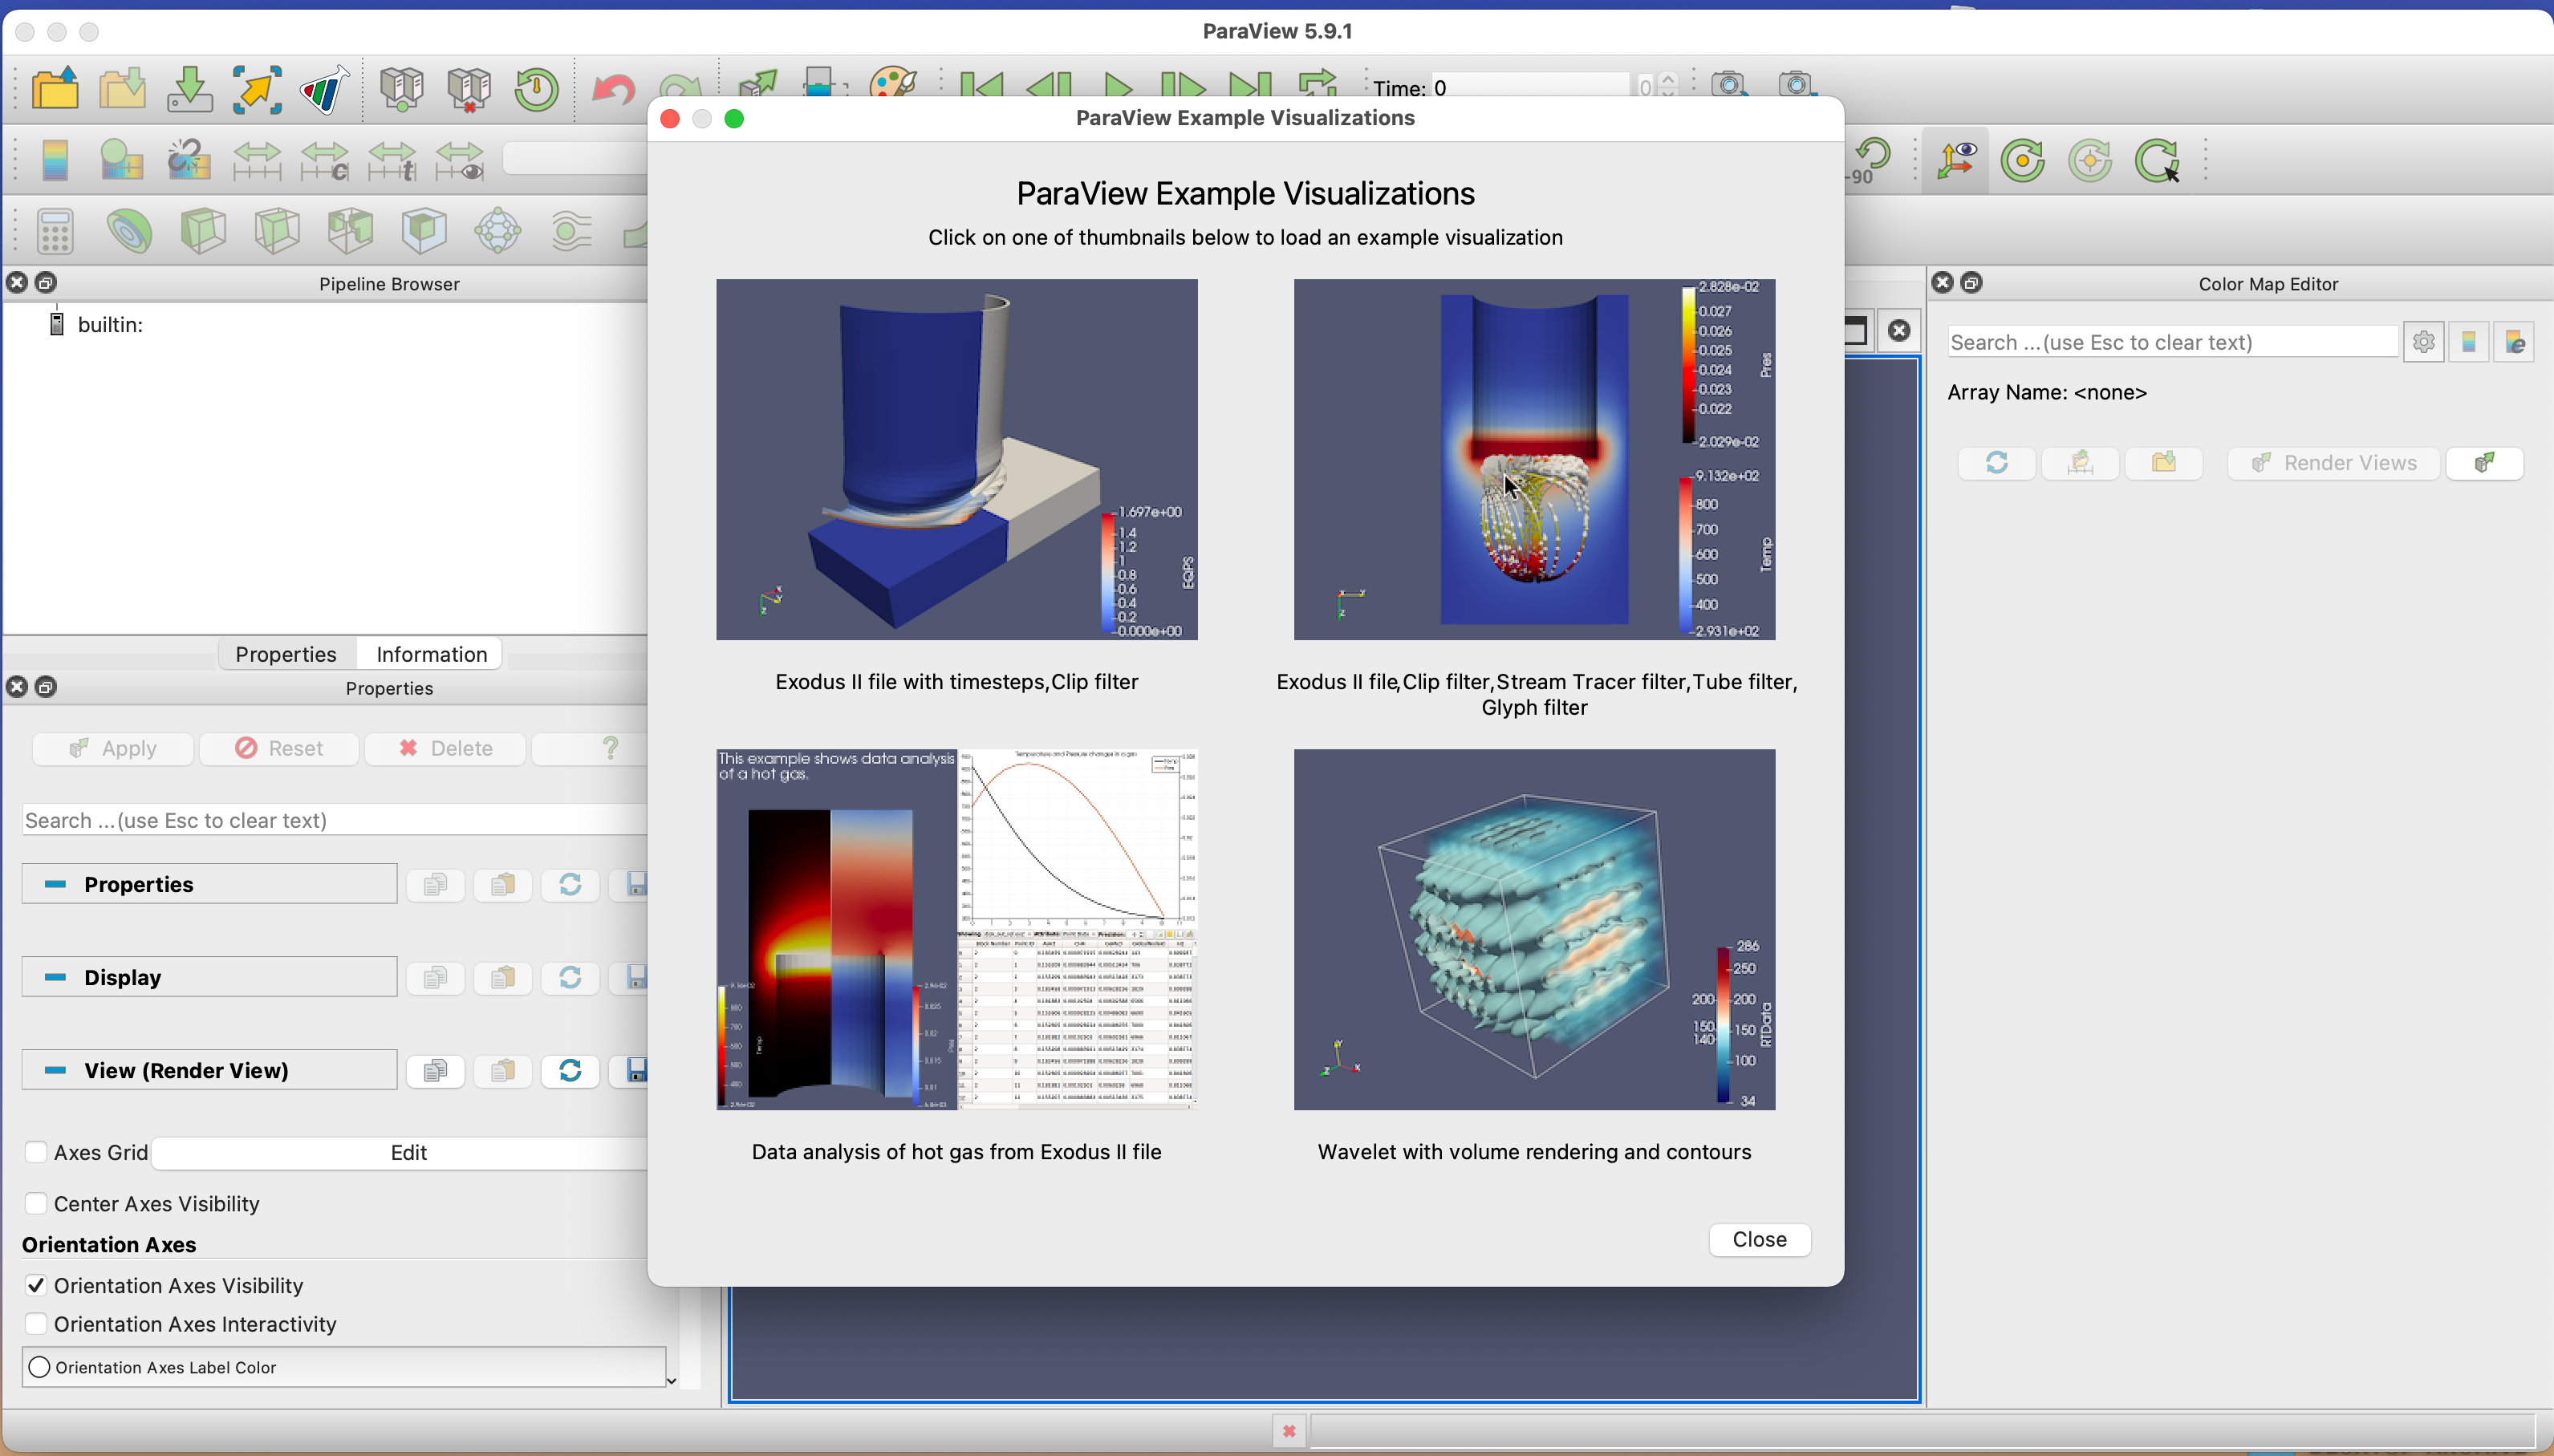 ParaView 5.9.1
Time: 0
0
ParaView Example Visualizations
c
t
-90
ParaView Example Visualizations
Click on one of thumbnails below to load an example visualization
Pipeline Browser
builtin:
Color Map Editor
Search ...(use Esc to clear text)
Array Name: <none>
Render Views
1.697e+00
1.4
1.2
1
0.8
0.6
0.4
0.2
0.000e+00
EQPS
2.828e-02
0.027
0.026
0.025
0.024
0.023
0.022
2.029e-02
Pres
9.132e+02
800
700
600
500
400
2.931e+02
Temp
Exodus II file with timesteps,Clip filter
Exodus II file,Clip filter,Stream Tracer filter,Tube filter,
Glyph filter
Properties
Information
Properties
Apply
Reset
Delete
?
Search ...(use Esc to clear text)
Properties
Display
View (Render View)
Axes Grid
Edit
Center Axes Visibility
Orientation Axes
Orientation Axes Visibility
Orientation Axes Interactivity
Orientation Axes Label Color
This example shows data analysis
of a hot gas.
Temperature and Pressure changes in a gas
286
250
200
200
150
150
140
100
34
RTData
Data analysis of hot gas from Exodus II file
Wavelet with volume rendering and contours
Close